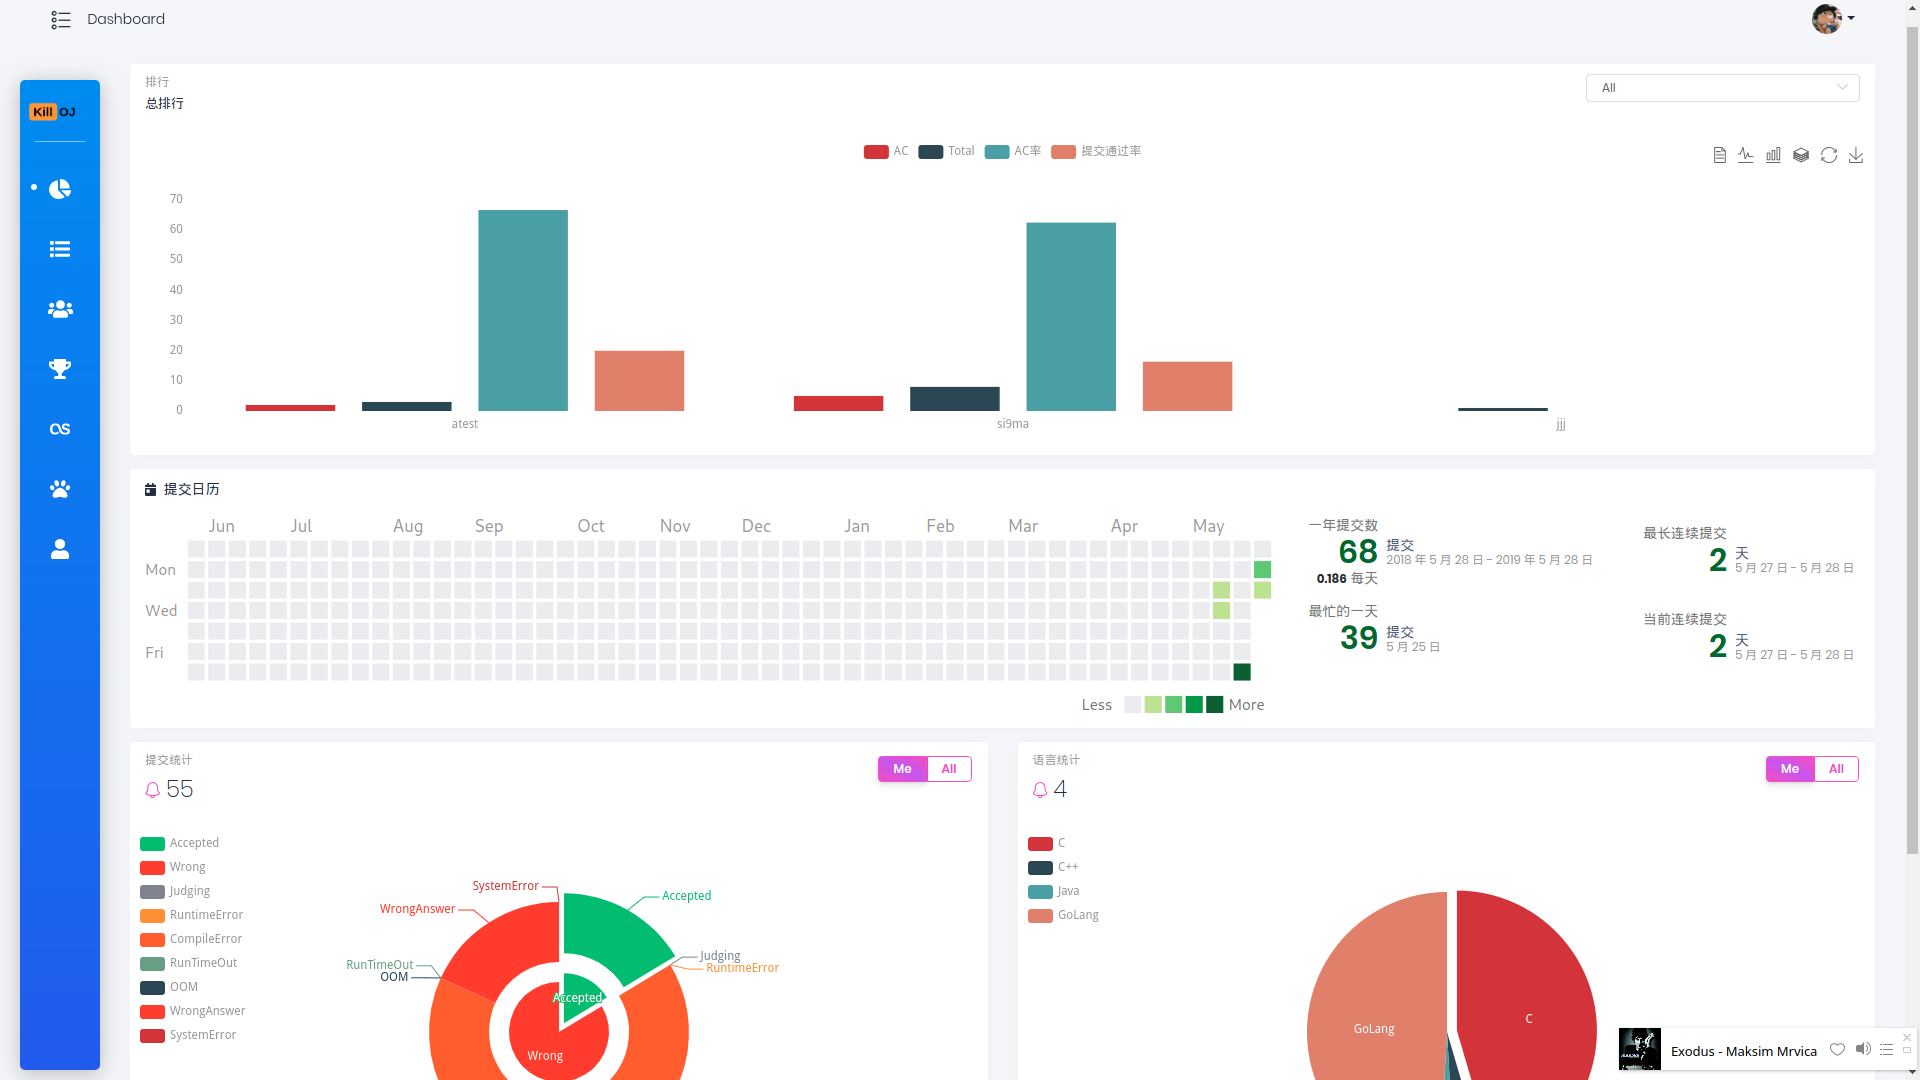 Dashboard
Kill OJ
排行
总排行
All
AC Total AC率 提交通过率
70
60
50
40
30
20
10
0
atest si9ma jjj
提交日历
Jun Jul Aug Sep Oct Nov Dec Jan Feb Mar Apr May
Mon
Wed
Fri
Less More
一年提交数
68 提交
2018 年 5 月 28 日 - 2019 年 5 月 28 日
0.186 每天
最长连续提交
2 天
5 月 27 日 - 5 月 28 日
最忙的一天
39 提交
5 月 25 日
当前连续提交
2 天
5 月 27 日 - 5 月 28 日
提交统计
55
Me All
Accepted
Wrong
Judging
RuntimeError
CompileError
RunTimeOut
OOM
WrongAnswer
SystemError
SystemError
Accepted
WrongAnswer
Judging
RuntimeError
RunTimeOut
OOM
Accepted
Wrong
语言统计
4
Me All
C
C++
Java
GoLang
GoLang
C
Exodus - Maksim Mrvica